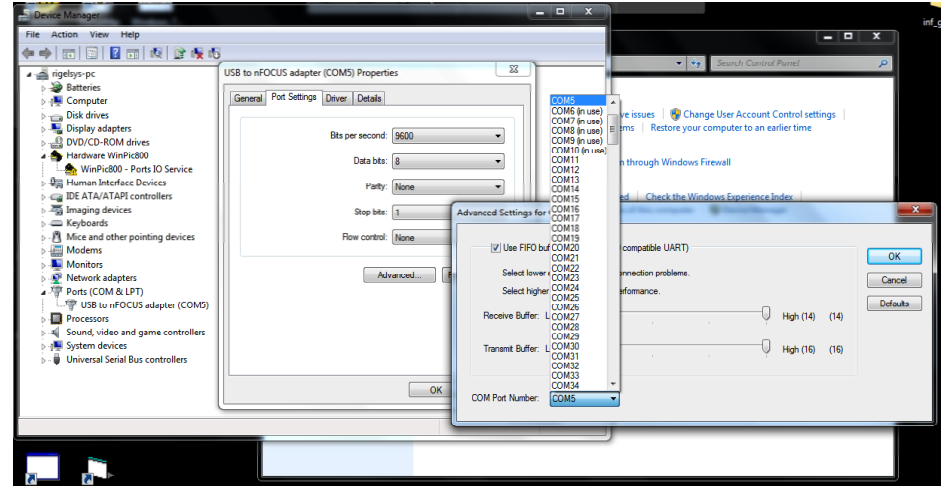 Device Manager
File Action View Help
rigelsys-pc
Batteries
Computer
Disk drives
Display adapters
DVD/CD-ROM drives
Hardware WinPic800
WinPic800 - Ports IO Service
Human Interface Devices
IDE ATA/ATAPI controllers
Imaging devices
Keyboards
Mice and other pointing devices
Modems
Monitors
Network adapters
Ports (COM & LPT)
USB to nFOCUS adapter (COM5)
Processors
Sound, video and game controllers
System devices
Universal Serial Bus controllers
USB to nFOCUS adapter (COM5) Properties
General Port Settings Driver Details
Bits per second: 9600
Data bits: 8
Parity: None
Stop bits: 1
Flow control: None
Advanced...
OK
inf_g
Search Control Panel
ve issues Change User Account Control settings
ems Restore your computer to an earlier time
n through Windows Firewall
ed Check the Windows Experience Index
Advanced Settings for
Use FIFO buf compatible UART)
Select lower onnection problems.
Select higher erformance.
Receive Buffer: L High (14) (14)
Transmit Buffer: L High (16) (16)
COM Port Number: COM5
OK
Cancel
Defaults
COM5
COM6 (in use)
COM7 (in use)
COM8 (in use)
COM9 (in use)
COM10 (in use)
COM11
COM12
COM13
COM14
COM15
COM16
COM17
COM18
COM19
COM20
COM21
COM22
COM23
COM24
COM25
COM26
COM27
COM28
COM29
COM30
COM31
COM32
COM33
COM34